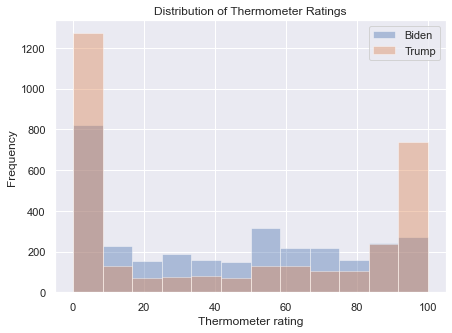 Distribution of Thermometer Ratings
Biden
Trump
1200
1000
800
600
400
200
0
Frequency
0 20 40 60 80 100
Thermometer rating